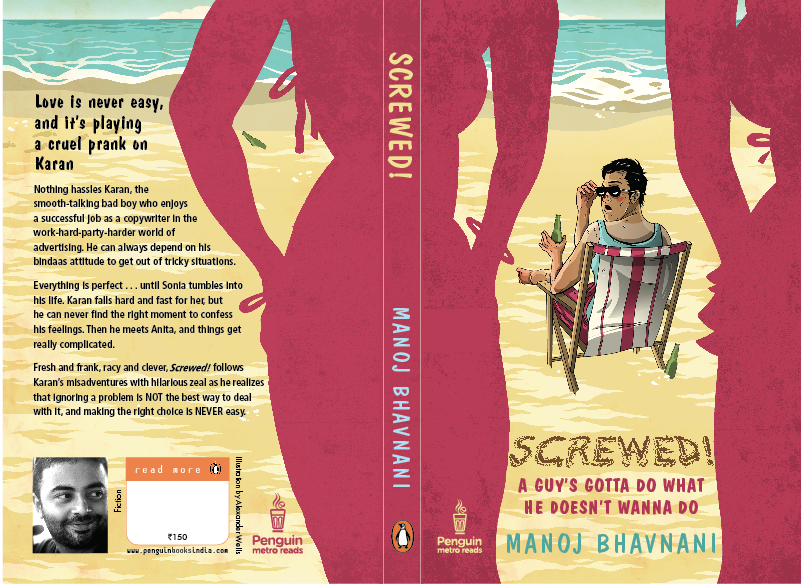 Love is never easy,
and it's playing
a cruel prank on
Karan
Nothing hassles Karan, the
smooth-talking bad boy who enjoys
a successful job as a copywriter in the
work-hard-party-harder world of
advertising. He can always depend on his
bindaas attitude to get out of tricky situations.
Everything is perfect . . . until Sonia tumbles into
his life. Karan falls hard and fast for her, but
he can never find the right moment to confess
his feelings. Then he meets Anita, and things get
really complicated.
Fresh and frank, racy and clever, Screwed! follows
Karan's misadventures with hilarious zeal as he realizes
that ignoring a problem is NOT the best way to deal
with it, and making the right choice is NEVER easy.
Fiction
read more
₹150
www.penguinbooksindia.com
Illustration by Alexander Wells
Penguin
metro reads
SCREWED!
MANOJ BHAVNANI
SCREWED!
A GUY'S GOTTA DO WHAT
HE DOESN'T WANNA DO
Penguin
metro reads
MANOJ BHAVNANI